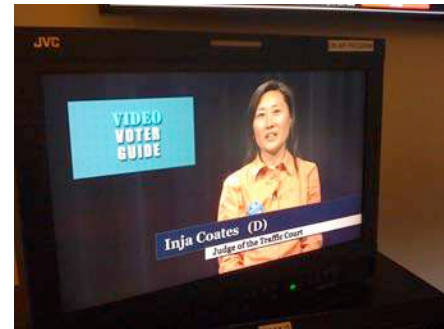 JVC
VIDEO
VOTER
GUIDE
Inja Coates (D)
Judge of the Traffic Court